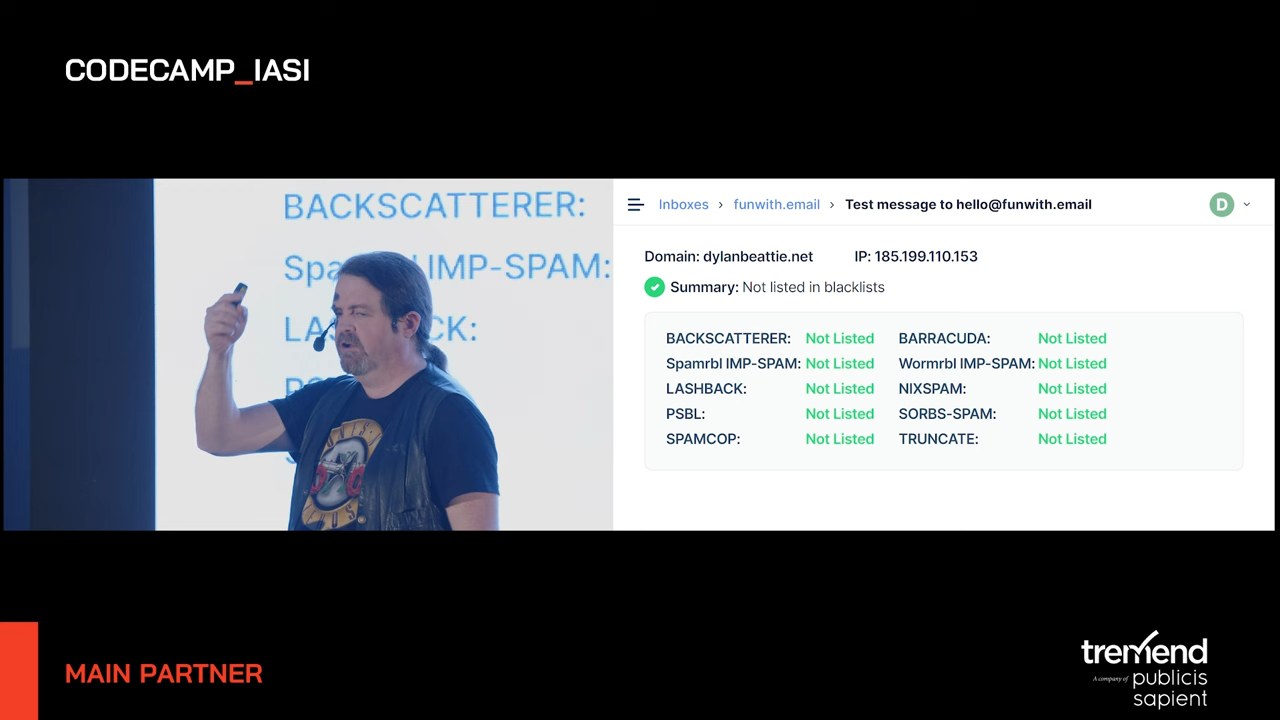 CODECAMP_IASI
BACKSCATTERER:
IMP-SPAM:
Inboxes > funwith.email > Test message to hello@funwith.email
D
Domain: dylanbeattie.net IP: 185.199.110.153
Summary: Not listed in blacklists
BACKSCATTERER: Not Listed BARRACUDA: Not Listed
Spamrbl IMP-SPAM: Not Listed Wormrbl IMP-SPAM: Not Listed
LASHBACK: Not Listed NIXSPAM: Not Listed
PSBL: Not Listed SORBS-SPAM: Not Listed
SPAMCOP: Not Listed TRUNCATE: Not Listed
MAIN PARTNER
tremend
A company of publicis
sapient